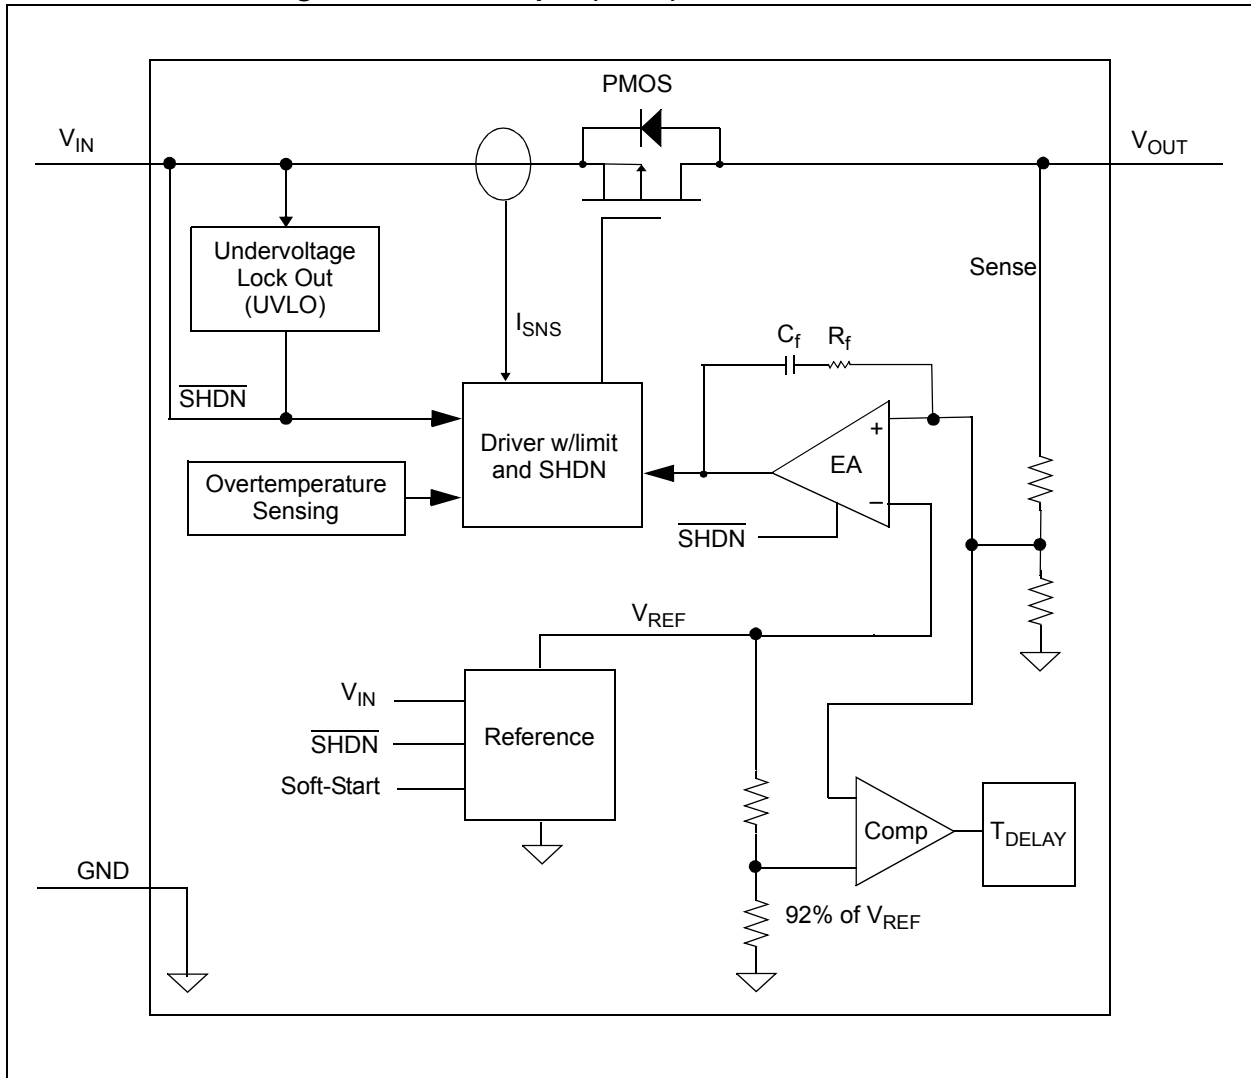 PMOS
V_IN
V_OUT
Undervoltage
Lock Out
(UVLO)
Sense
I_SNS
C_f
R_f
SHDN
+
Driver w/limit
and SHDN
EA
Overtemperature
Sensing
−
SHDN
V_REF
V_IN
SHDN
Reference
Soft-Start
Comp
T_DELAY
GND
92% of V_REF